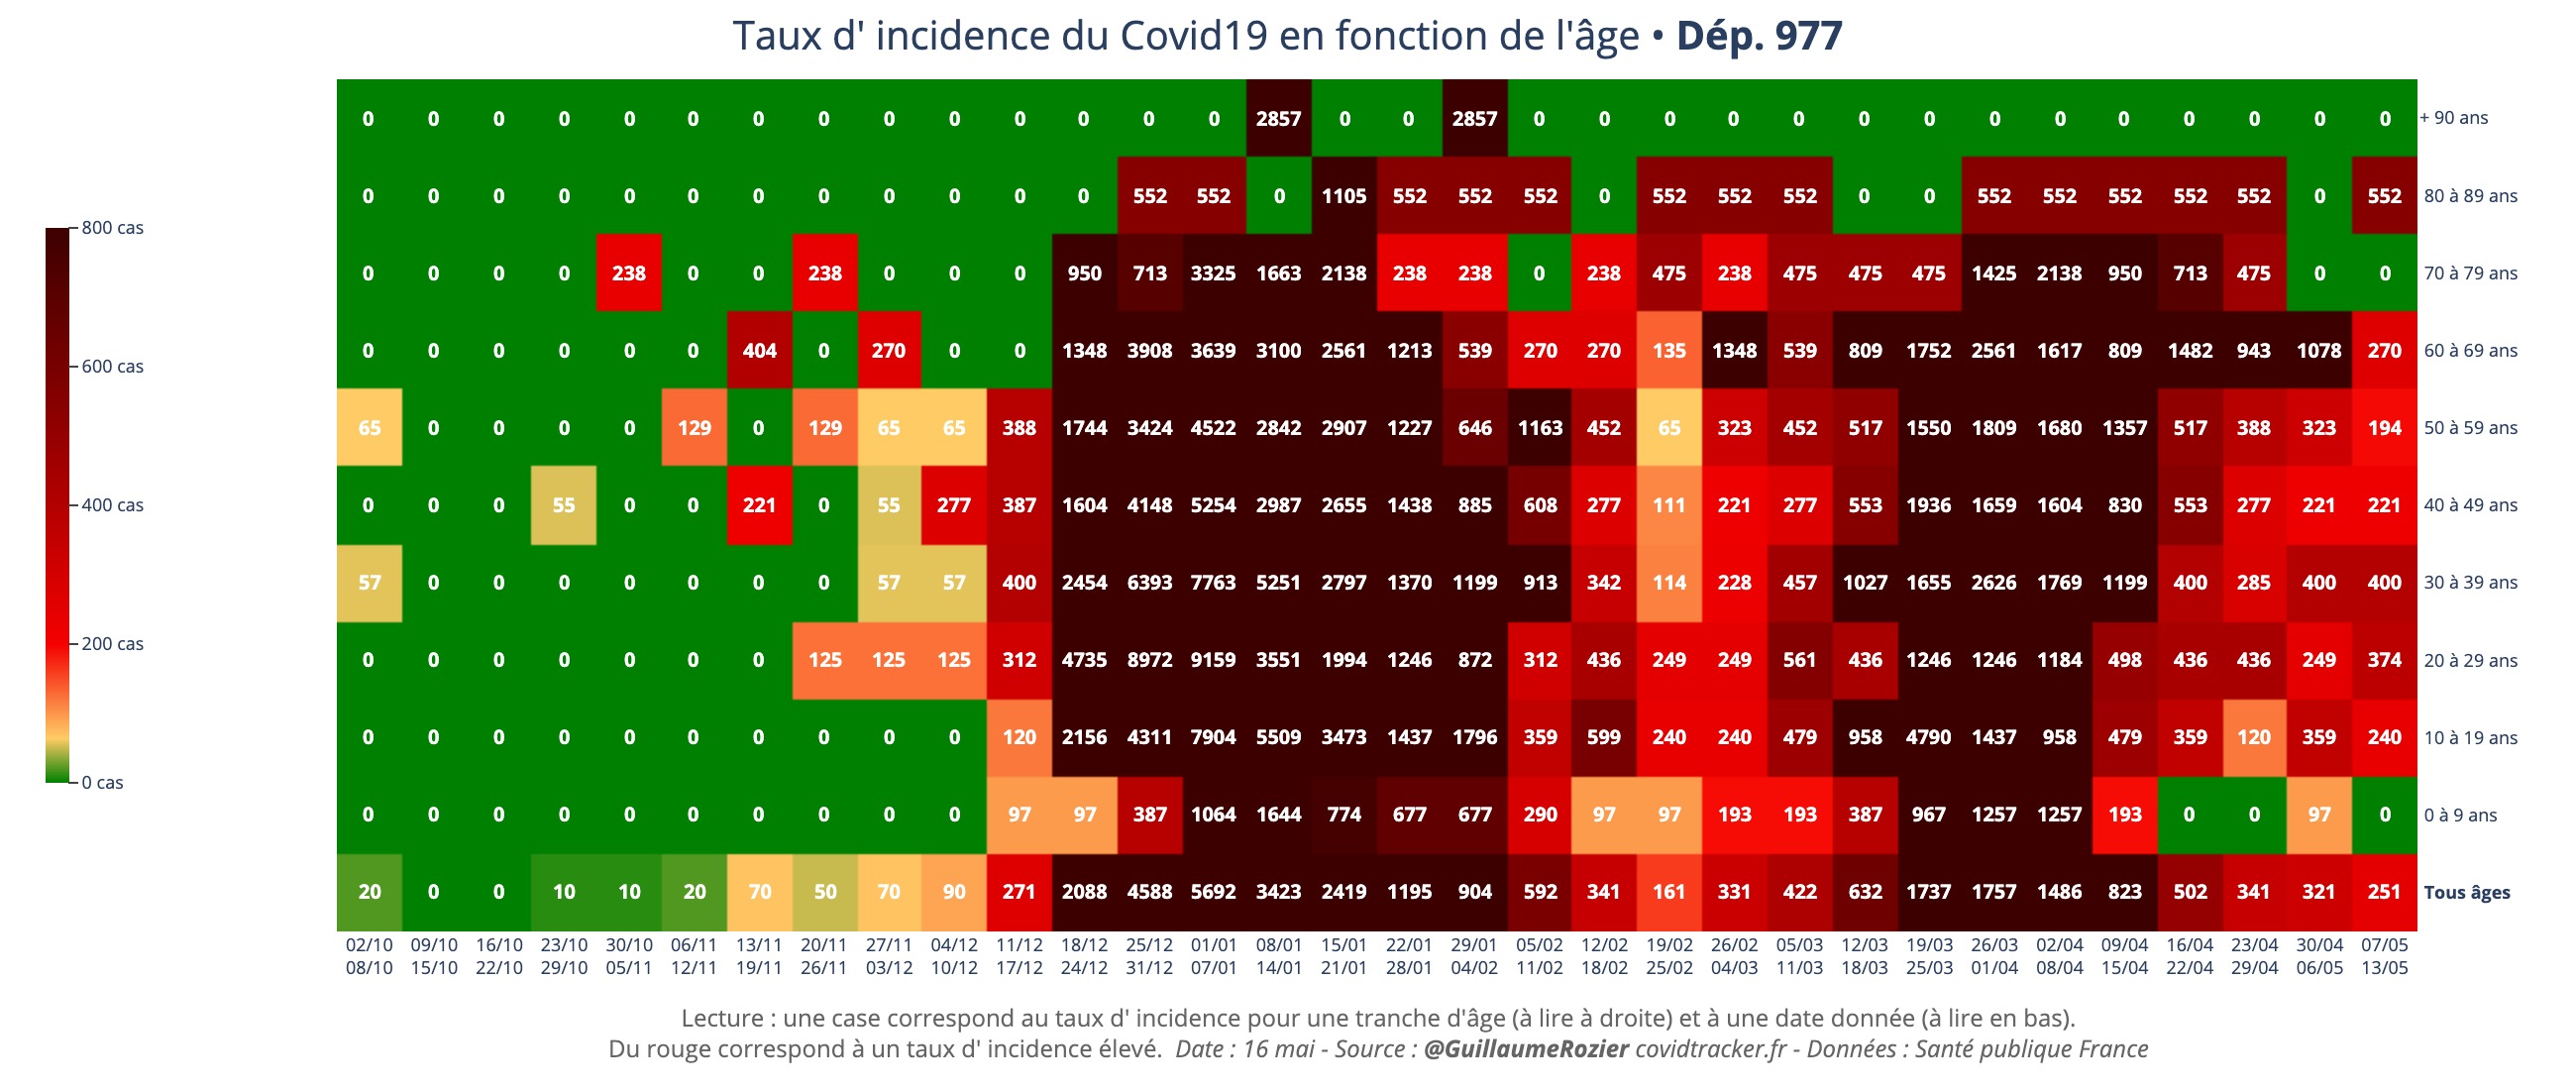 Taux d' incidence du Covid19 en fonction de l'âge • Dép. 977
800 cas
600 cas
400 cas
200 cas
0 cas
0 0 0 0 0 0 0 0 0 0 0 0 0 0 2857 0 0 2857 0 0 0 0 0 0 0 0 0 0 0 0 0 0 + 90 ans
0 0 0 0 0 0 0 0 0 0 0 0 552 552 0 1105 552 552 552 0 552 552 552 0 0 552 552 552 552 552 0 552 80 à 89 ans
0 0 0 0 238 0 0 238 0 0 0 950 713 3325 1663 2138 238 238 0 238 475 238 475 475 475 1425 2138 950 713 475 0 0 70 à 79 ans
0 0 0 0 0 0 404 0 270 0 0 1348 3908 3639 3100 2561 1213 539 270 270 135 1348 539 809 1752 2561 1617 809 1482 943 1078 270 60 à 69 ans
65 0 0 0 0 129 0 129 65 65 388 1744 3424 4522 2842 2907 1227 646 1163 452 65 323 452 517 1550 1809 1680 1357 517 388 323 194 50 à 59 ans
0 0 0 55 0 0 221 0 55 277 387 1604 4148 5254 2987 2655 1438 885 608 277 111 221 277 553 1936 1659 1604 830 553 277 221 221 40 à 49 ans
57 0 0 0 0 0 0 0 57 57 400 2454 6393 7763 5251 2797 1370 1199 913 342 114 228 457 1027 1655 2626 1769 1199 400 285 400 400 30 à 39 ans
0 0 0 0 0 0 0 125 125 125 312 4735 8972 9159 3551 1994 1246 872 312 436 249 249 561 436 1246 1246 1184 498 436 436 249 374 20 à 29 ans
0 0 0 0 0 0 0 0 0 0 120 2156 4311 7904 5509 3473 1437 1796 359 599 240 240 479 958 4790 1437 958 479 359 120 359 240 10 à 19 ans
0 0 0 0 0 0 0 0 0 0 97 97 387 1064 1644 774 677 677 290 97 97 193 193 387 967 1257 1257 193 0 0 97 0 0 à 9 ans
20 0 0 10 10 20 70 50 70 90 271 2088 4588 5692 3423 2419 1195 904 592 341 161 331 422 632 1737 1757 1486 823 502 341 321 251 Tous âges
02/10 09/10 16/10 23/10 30/10 06/11 13/11 20/11 27/11 04/12 11/12 18/12 25/12 01/01 08/01 15/01 22/01 29/01 05/02 12/02 19/02 26/02 05/03 12/03 19/03 26/03 02/04 09/04 16/04 23/04 30/04 07/05
08/10 15/10 22/10 29/10 05/11 12/11 19/11 26/11 03/12 10/12 17/12 24/12 31/12 07/01 14/01 21/01 28/01 04/02 11/02 18/02 25/02 04/03 11/03 18/03 25/03 01/04 08/04 15/04 22/04 29/04 06/05 13/05
Lecture : une case correspond au taux d' incidence pour une tranche d'âge (à lire à droite) et à une date donnée (à lire en bas).
Du rouge correspond à un taux d' incidence élevé. Date : 16 mai - Source : @GuillaumeRozier covidtracker.fr - Données : Santé publique France